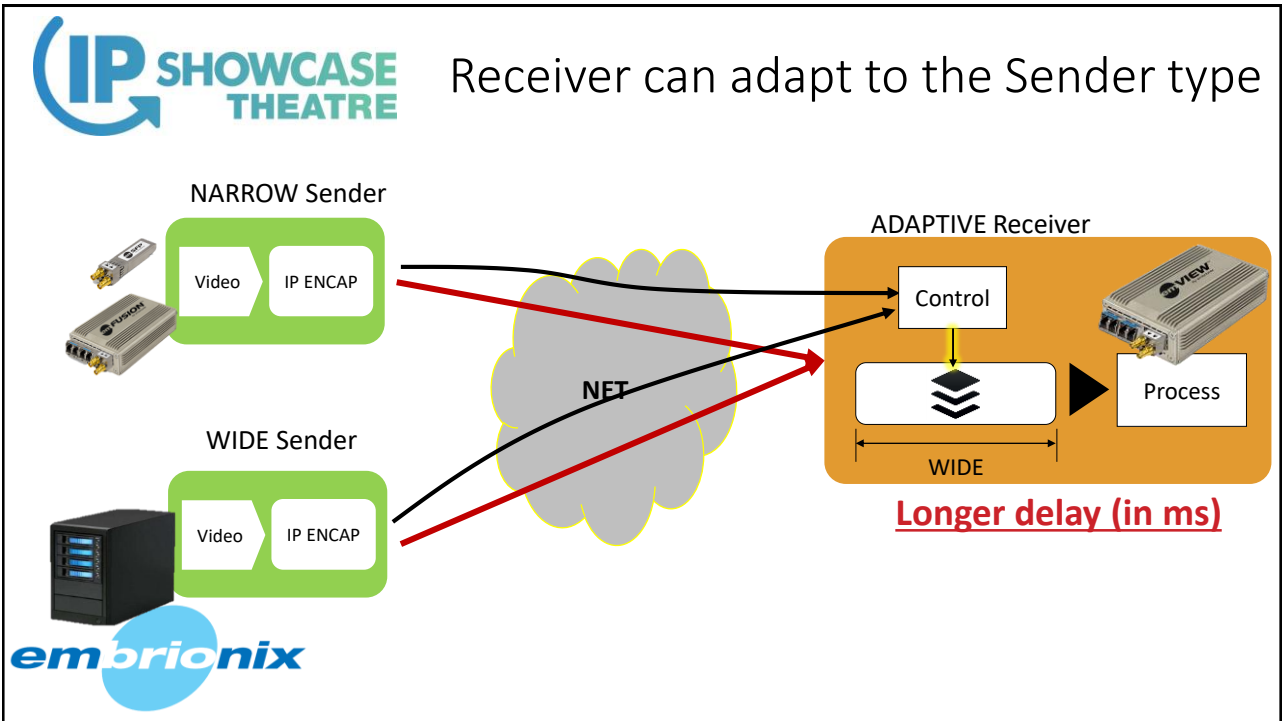 IP SHOWCASE
THEATRE
Receiver can adapt to the Sender type
NARROW Sender
Video
IP ENCAP
SFP
FUSION
NET
ADAPTIVE Receiver
Control
VIEW
Process
WIDE
Longer delay (in ms)
WIDE Sender
Video
IP ENCAP
embrionix